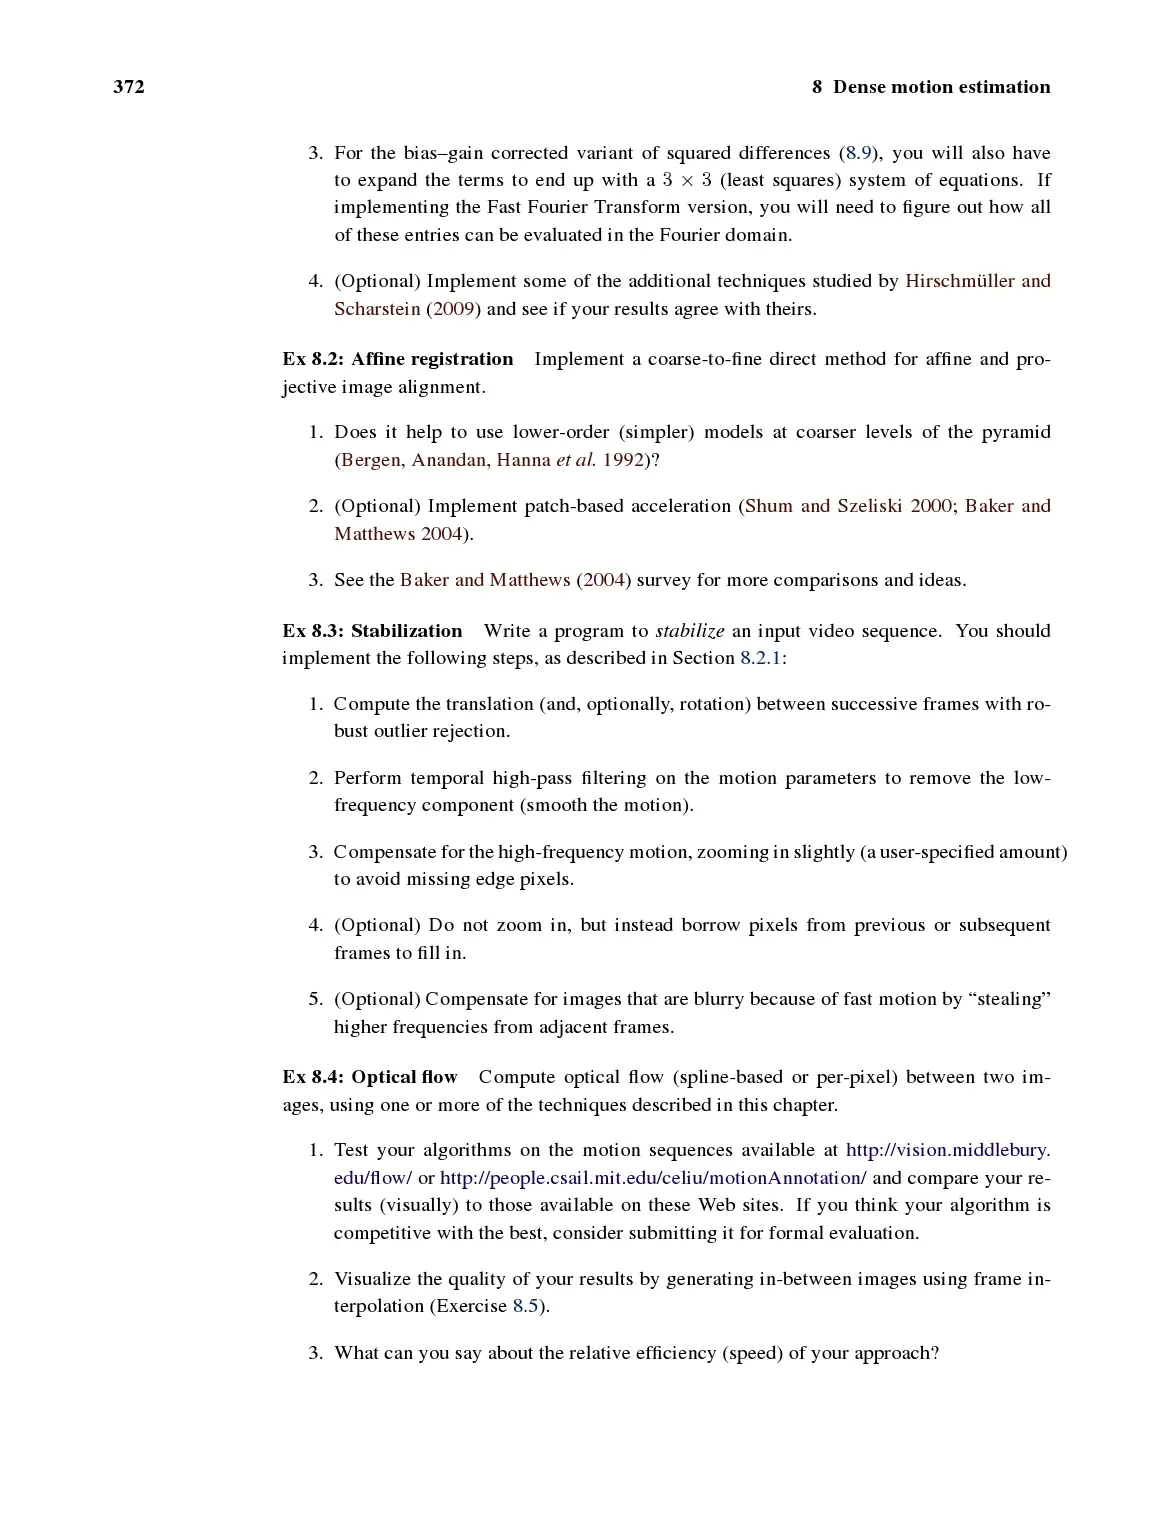 372
8 Dense motion estimation
3. For the bias–gain corrected variant of squared differences (8.9), you will also have
to expand the terms to end up with a 3 × 3 (least squares) system of equations. If
implementing the Fast Fourier Transform version, you will need to figure out how all
of these entries can be evaluated in the Fourier domain.
4. (Optional) Implement some of the additional techniques studied by Hirschmüller and
Scharstein (2009) and see if your results agree with theirs.
Ex 8.2: Affine registration Implement a coarse-to-fine direct method for affine and pro-
jective image alignment.
1. Does it help to use lower-order (simpler) models at coarser levels of the pyramid
(Bergen, Anandan, Hanna et al. 1992)?
2. (Optional) Implement patch-based acceleration (Shum and Szeliski 2000; Baker and
Matthews 2004).
3. See the Baker and Matthews (2004) survey for more comparisons and ideas.
Ex 8.3: Stabilization Write a program to stabilize an input video sequence. You should
implement the following steps, as described in Section 8.2.1:
1. Compute the translation (and, optionally, rotation) between successive frames with ro-
bust outlier rejection.
2. Perform temporal high-pass filtering on the motion parameters to remove the low-
frequency component (smooth the motion).
3. Compensate for the high-frequency motion, zooming in slightly (a user-specified amount)
to avoid missing edge pixels.
4. (Optional) Do not zoom in, but instead borrow pixels from previous or subsequent
frames to fill in.
5. (Optional) Compensate for images that are blurry because of fast motion by “stealing”
higher frequencies from adjacent frames.
Ex 8.4: Optical flow Compute optical flow (spline-based or per-pixel) between two im-
ages, using one or more of the techniques described in this chapter.
1. Test your algorithms on the motion sequences available at http://vision.middlebury.
edu/flow/ or http://people.csail.mit.edu/celiu/motionAnnotation/ and compare your re-
sults (visually) to those available on these Web sites. If you think your algorithm is
competitive with the best, consider submitting it for formal evaluation.
2. Visualize the quality of your results by generating in-between images using frame in-
terpolation (Exercise 8.5).
3. What can you say about the relative efficiency (speed) of your approach?